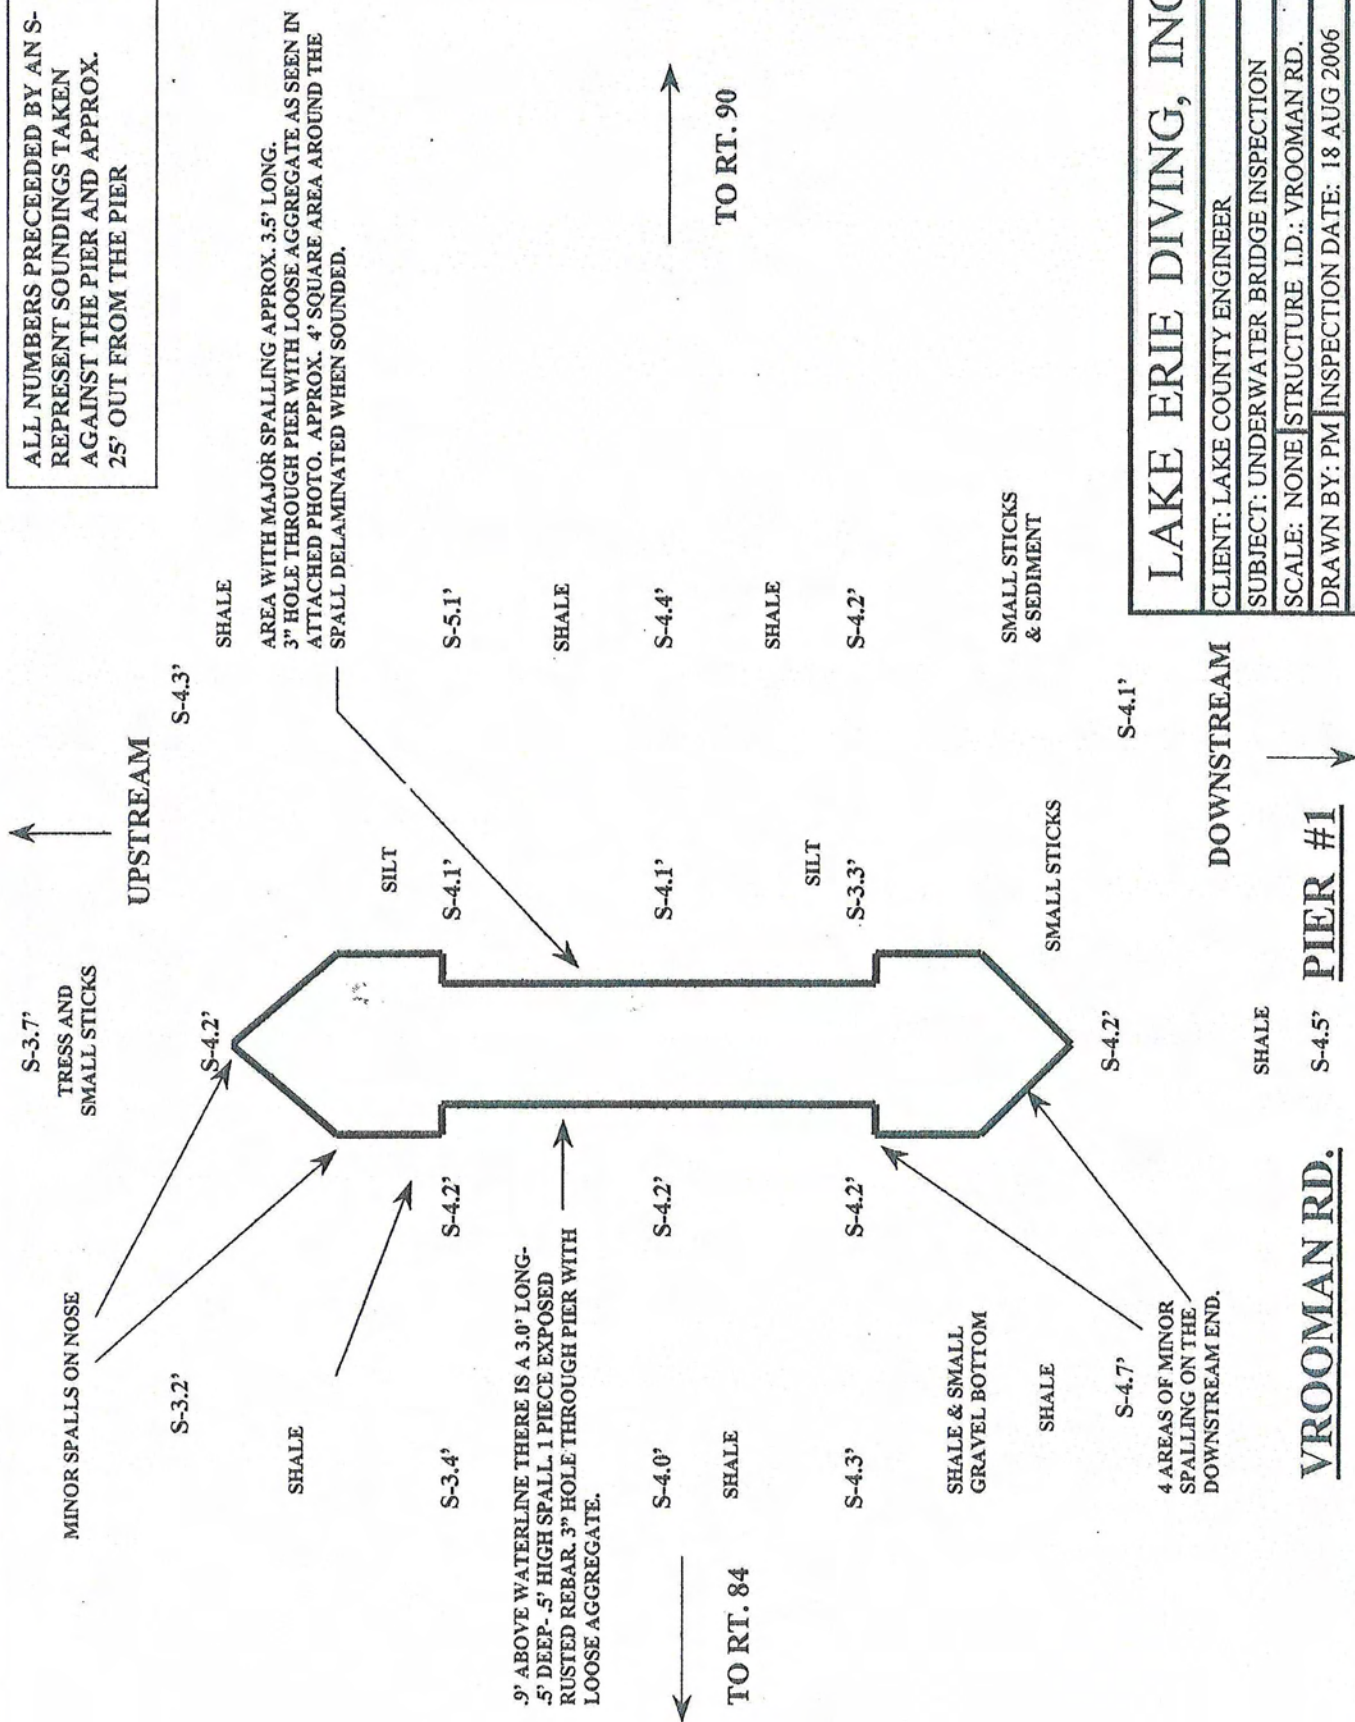 ALL NUMBERS PRECEEDED BY AN S-
REPRESENT SOUNDINGS TAKEN
AGAINST THE PIER AND APPROX.
25' OUT FROM THE PIER
UPSTREAM
S-3.7'
TRESS AND
SMALL STICKS
MINOR SPALLS ON NOSE
S-3.2'
S-4.2'
S-4.3'
SHALE
SHALE
AREA WITH MAJOR SPALLING APPROX. 3.5' LONG.
3" HOLE THROUGH PIER WITH LOOSE AGGREGATE AS SEEN IN
ATTACHED PHOTO. APPROX. 4' SQUARE AREA AROUND THE
SPALL DELAMINATED WHEN SOUNDED.
SILT
S-3.4'
S-4.2'
S-4.1'
S-5.1'
.9' ABOVE WATERLINE THERE IS A 3.0' LONG-
.5' DEEP- .5' HIGH SPALL. 1 PIECE EXPOSED
RUSTED REBAR. 3" HOLE THROUGH PIER WITH
LOOSE AGGREGATE.
SHALE
S-4.0'
S-4.2'
S-4.1'
S-4.4'
TO RT. 84
TO RT. 90
SHALE
SILT
SHALE
S-4.3'
S-4.2'
S-3.3'
S-4.2'
SHALE & SMALL
GRAVEL BOTTOM
SHALE
SMALL STICKS
SMALL STICKS
& SEDIMENT
S-4.7'
S-4.2'
S-4.1'
4 AREAS OF MINOR
SPALLING ON THE
DOWNSTREAM END.
DOWNSTREAM
SHALE
S-4.5'
VROOMAN RD.
PIER #1
LAKE ERIE DIVING, INC
CLIENT: LAKE COUNTY ENGINEER
SUBJECT: UNDERWATER BRIDGE INSPECTION
SCALE: NONE STRUCTURE I.D.: VROOMAN RD.
DRAWN BY: PM INSPECTION DATE: 18 AUG 2006